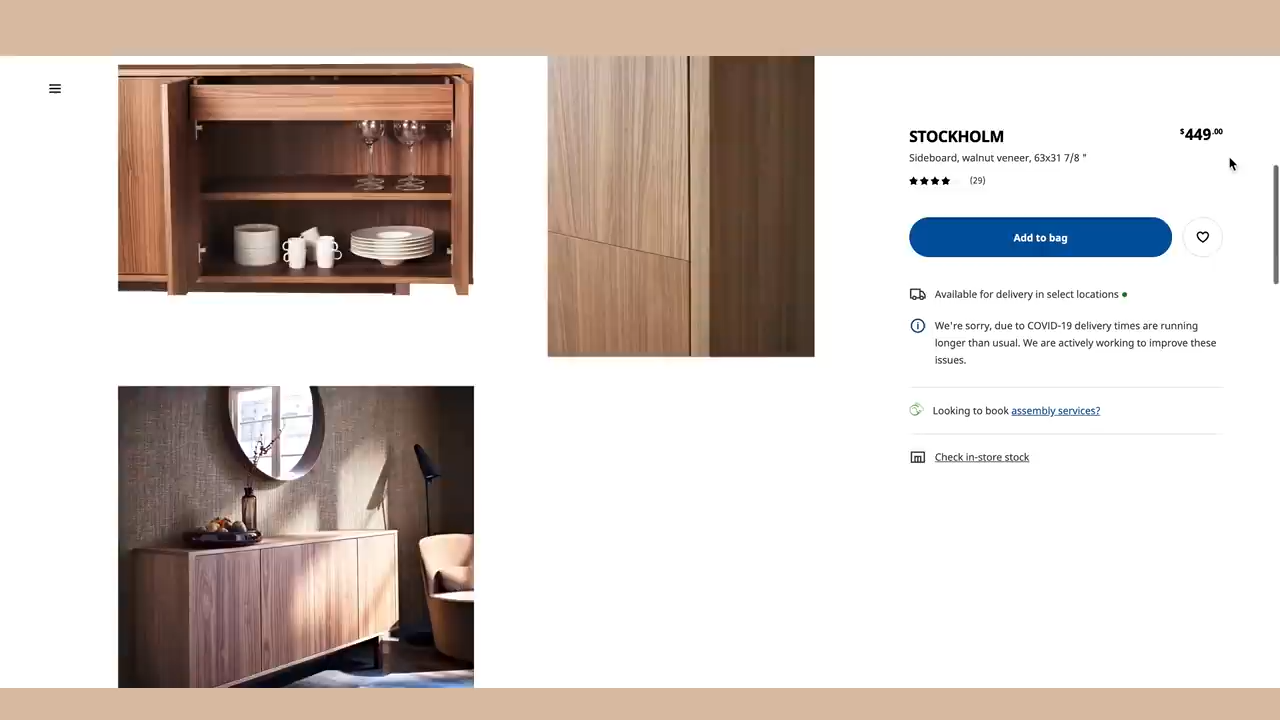 STOCKHOLM
$449.00
Sideboard, walnut veneer, 63x31 7/8 "
(29)
Add to bag
Available for delivery in select locations
We're sorry, due to COVID-19 delivery times are running
longer than usual. We are actively working to improve these
issues.
Looking to book assembly services?
Check in-store stock